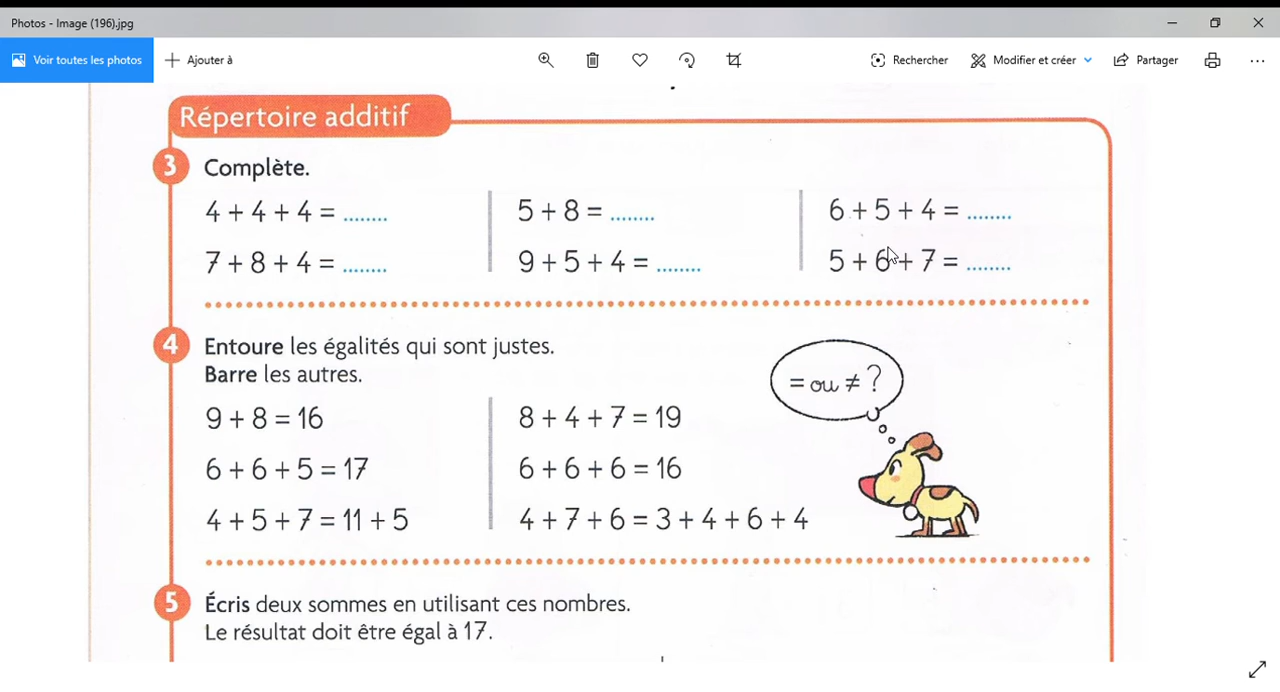 Photos - Image (196).jpg
Voir toutes les photos
Ajouter à
Rechercher
Modifier et créer
Partager
Répertoire additif
3 Complète.
4 + 4 + 4 = ........
5 + 8 = ........
6 + 5 + 4 = ........
7 + 8 + 4 = ........
9 + 5 + 4 = ........
5 + 6 + 7 = ........
4 Entoure les égalités qui sont justes.
Barre les autres.
= ou ≠ ?
9 + 8 = 16
8 + 4 + 7 = 19
6 + 6 + 5 = 17
6 + 6 + 6 = 16
4 + 5 + 7 = 11 + 5
4 + 7 + 6 = 3 + 4 + 6 + 4
5 Écris deux sommes en utilisant ces nombres.
Le résultat doit être égal à 17.